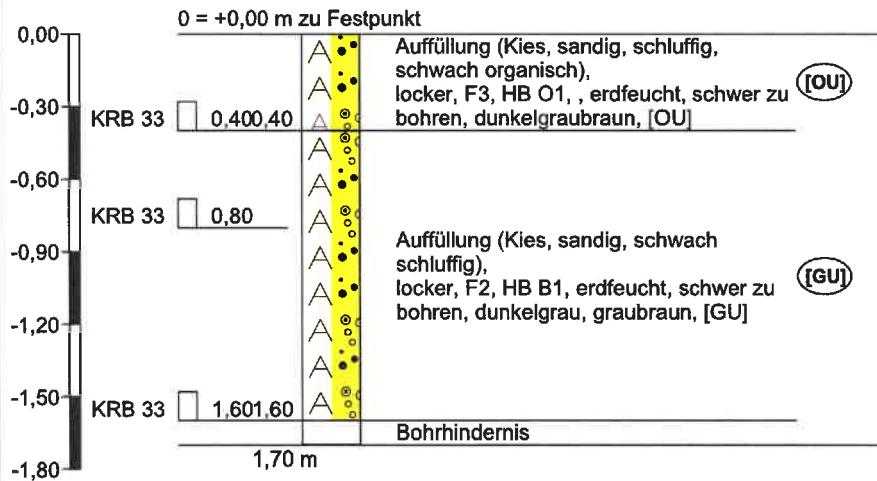 0 = +0,00 m zu Festpunkt
0,00
Auffüllung (Kies, sandig, schluffig,
schwach organisch),
locker, F3, HB O1, , erdfeucht, schwer zu
bohren, dunkelgraubraun, [OU]
[OU]
-0,30
KRB 33 0,400,40
-0,60
KRB 33 0,80
-0,90
Auffüllung (Kies, sandig, schwach
schluffig),
locker, F2, HB B1, erdfeucht, schwer zu
bohren, dunkelgrau, graubraun, [GU]
[GU]
-1,20
-1,50
KRB 33 1,601,60
Bohrhindernis
1,70 m
-1,80